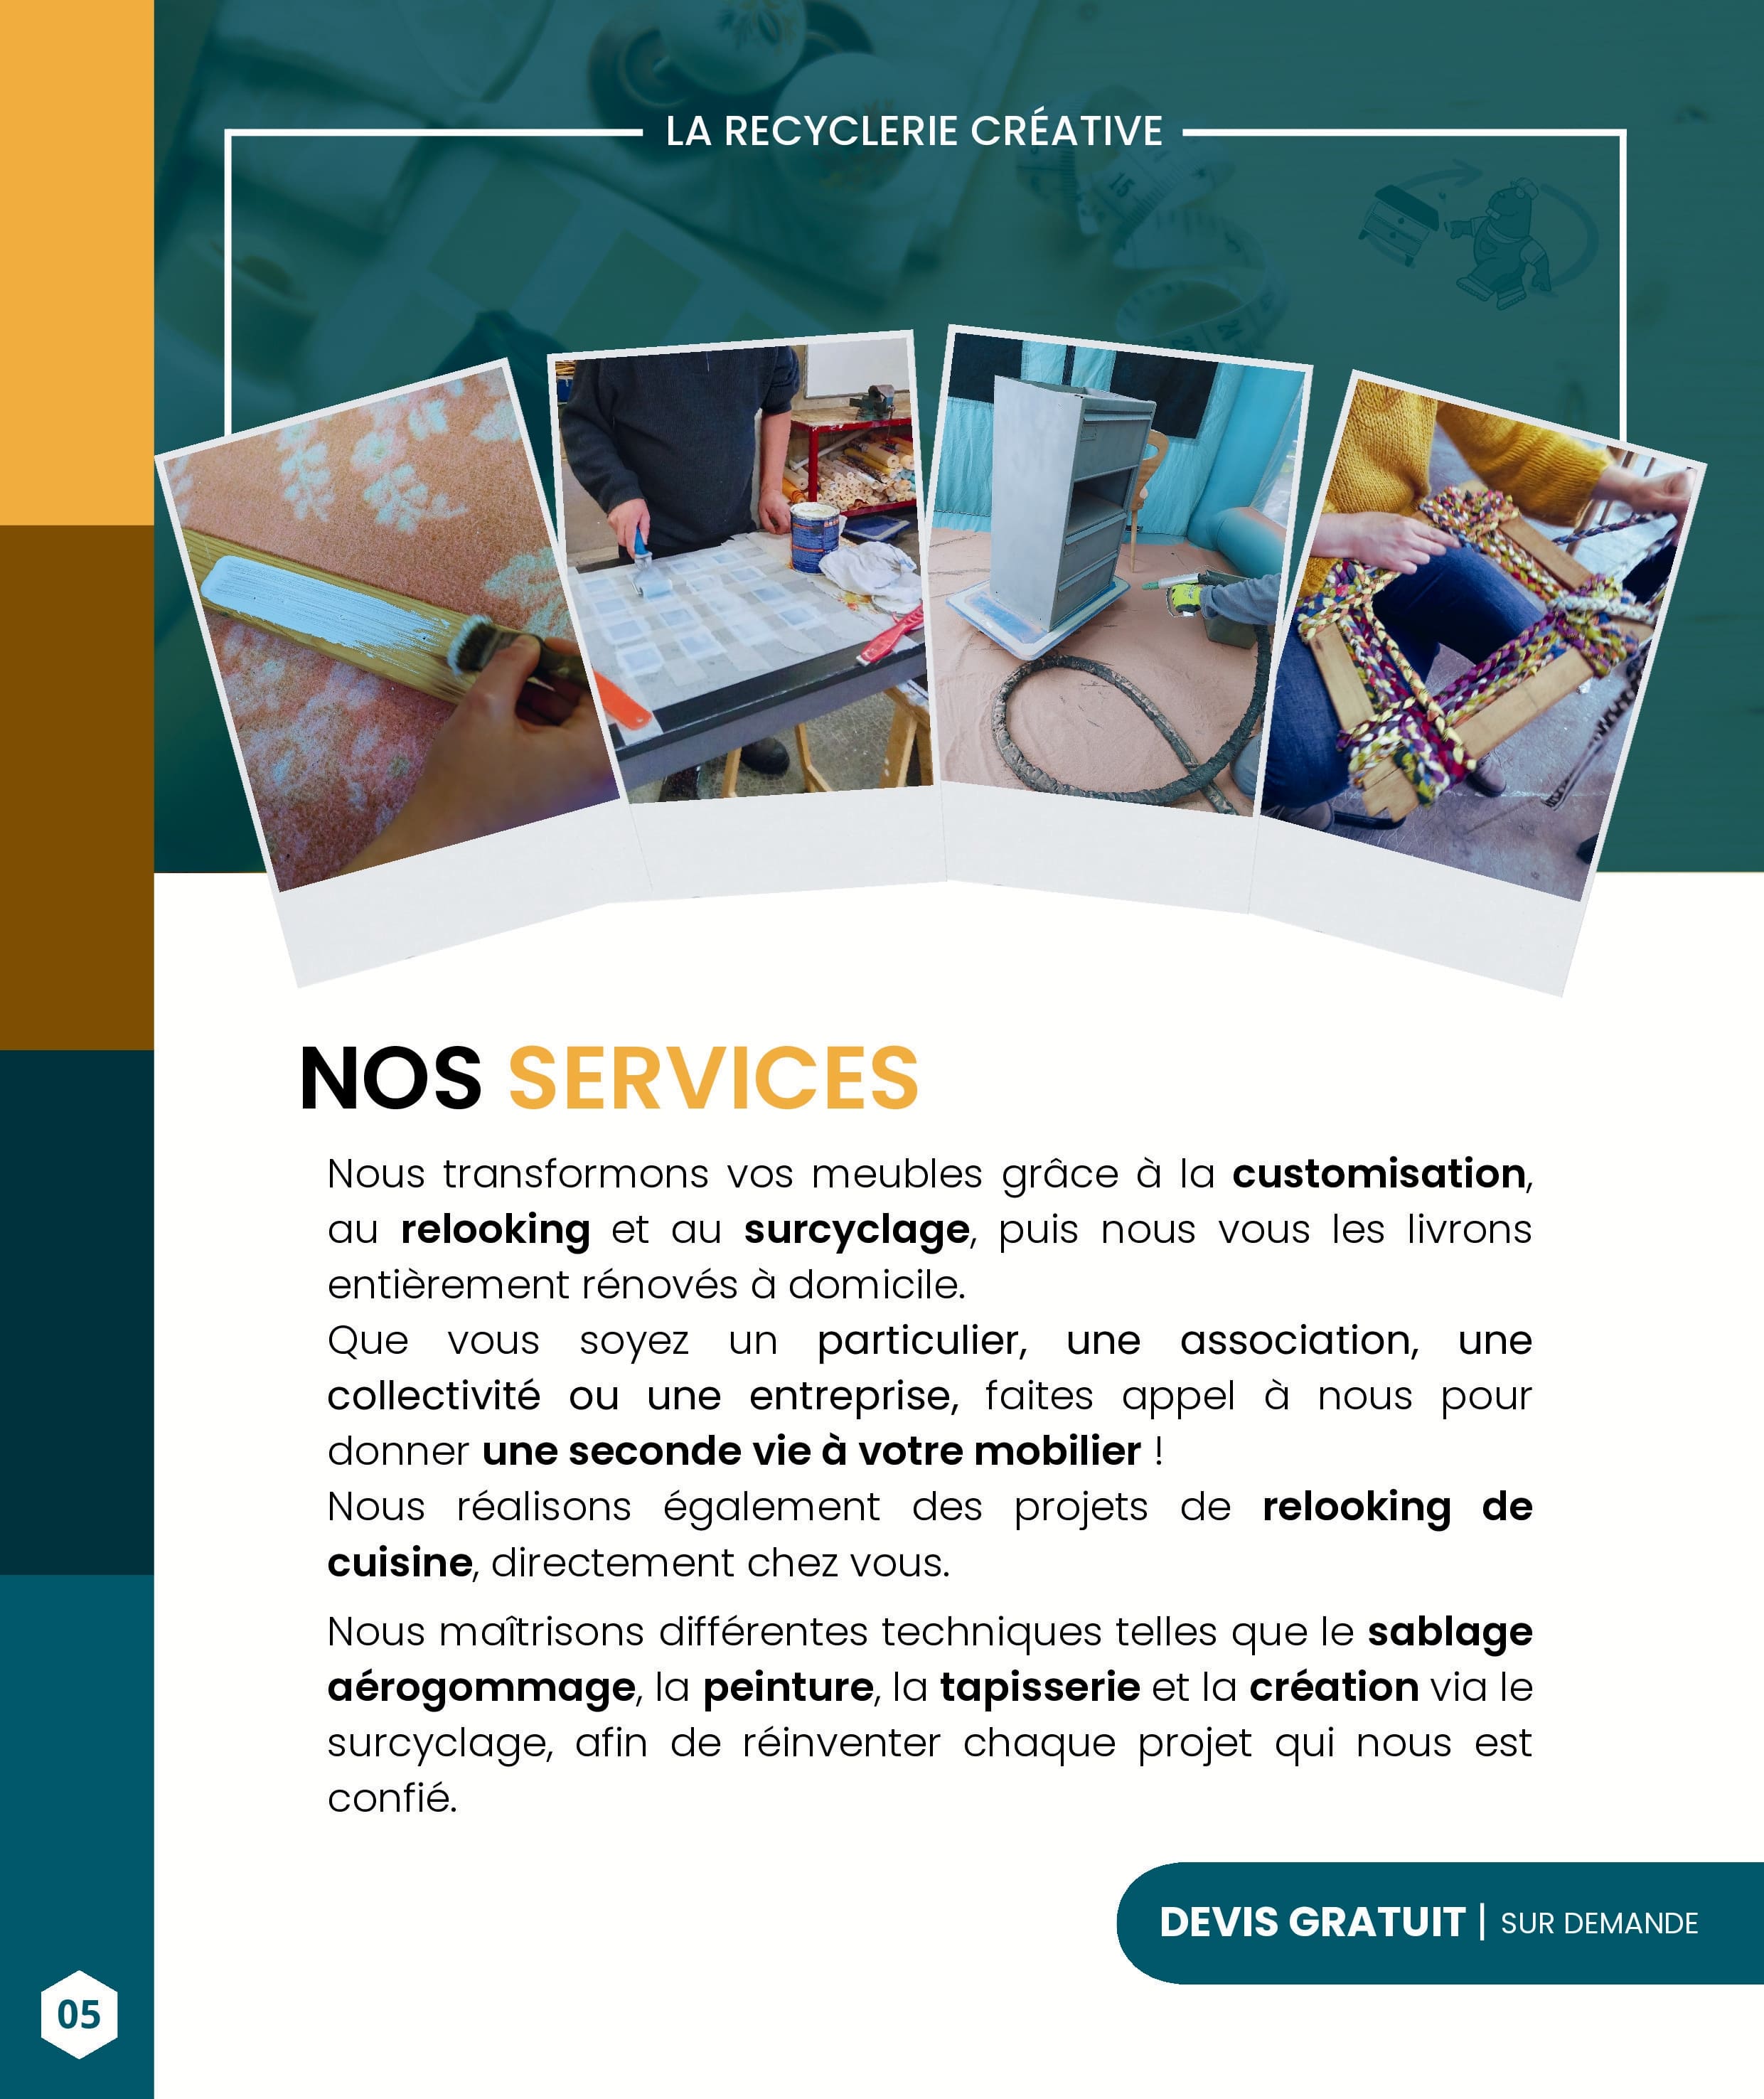 LA RECYCLERIE CRÉATIVE
15
NOS SERVICES
Nous transformons vos meubles grâce à la customisation,
au relooking et au surcyclage, puis nous vous les livrons
entièrement rénovés à domicile.
Que vous soyez un particulier, une association, une
collectivité ou une entreprise, faites appel à nous pour
donner une seconde vie à votre mobilier !
Nous réalisons également des projets de relooking de
cuisine, directement chez vous.
Nous maîtrisons différentes techniques telles que le sablage
aérogommage, la peinture, la tapisserie et la création via le
surcyclage, afin de réinventer chaque projet qui nous est
confié.
DEVIS GRATUIT | SUR DEMANDE
05